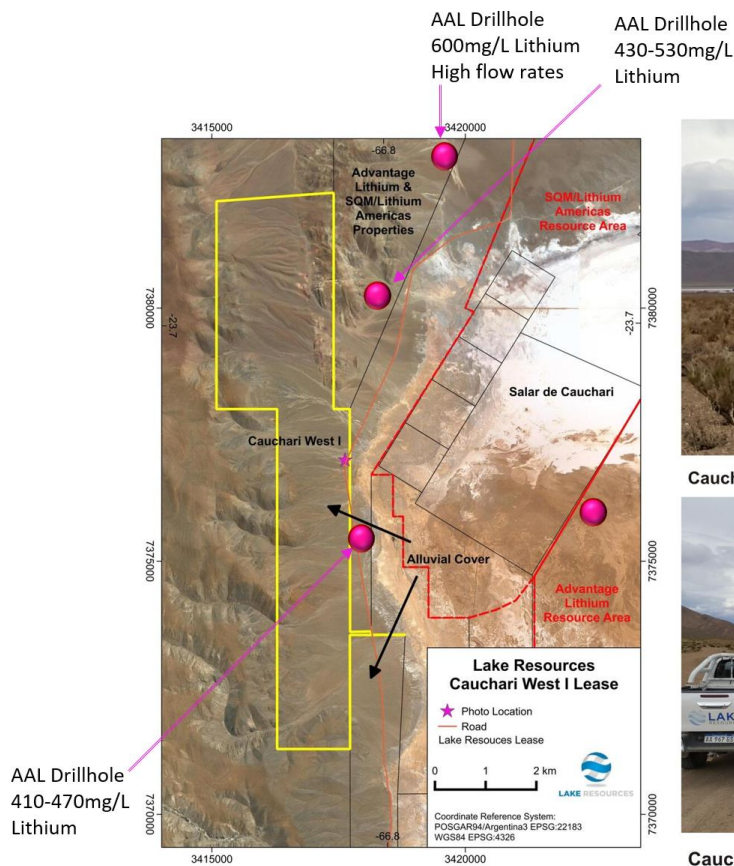 AAL Drillhole
600mg/L Lithium
High flow rates
AAL Drillhole
430-530mg/L
Lithium
3415000
3420000
-66.8
Advantage
Lithium &
SQM/Lithium
Americas
Properties
SQM/Lithium
Americas
Resource Area
7380000
-23.7
7380000
-23.7
Salar de Cauchari
Cauchari West I
Alluvial Cover
7375000
7375000
Advantage
Lithium
Resource Area
AAL Drillhole
410-470mg/L
Lithium
Lake Resources
Cauchari West I Lease
Photo Location
Road
Lake Resouces Lease
0 1 2 km
LAKE RESOURCES
Coordinate Reference System:
POSGAR94/Argentina3 EPSG:22183
WGS84 EPSG:4326
7370000
7370000
-66.8
3415000
3420000
Cauch
LAK
Cauc